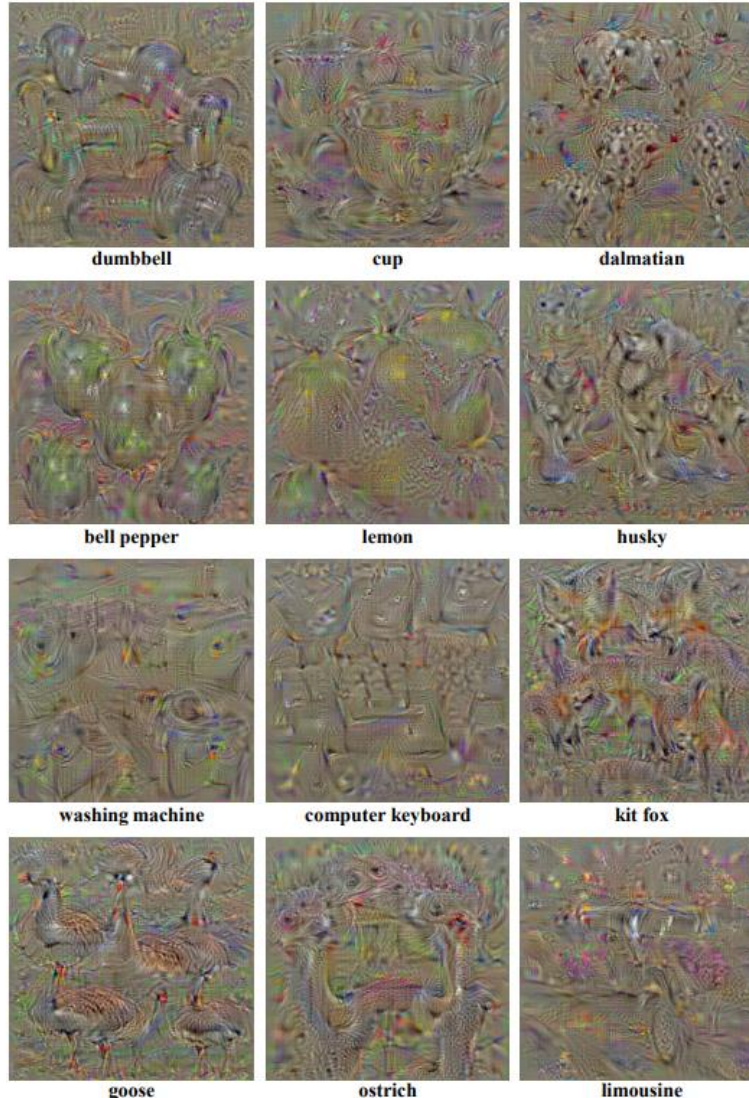 dumbbell cup dalmatian
bell pepper lemon husky
washing machine computer keyboard kit fox
goose ostrich limousine